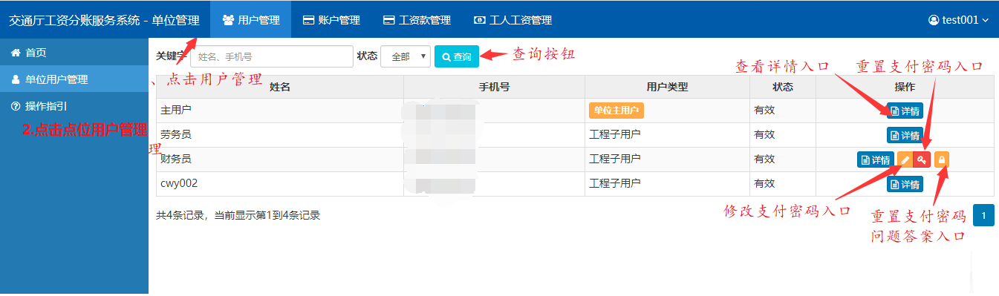 交通厅工资分账服务系统 - 单位管理 用户管理 账户管理 工资款管理 工人工资管理 test001
首页
单位用户管理
操作指引
2.点击点位用户管理
理
关键字 姓名、手机号 状态 全部 查询 查询按钮
、点击用户管理
查看详情入口 重置支付密码入口
姓名 手机号 用户类型 状态 操作
主用户 单位主用户 有效 详情
劳务员 工程子用户 有效 详情
财务员 工程子用户 有效 详情
cwy002 工程子用户 有效 详情
修改支付密码入口
重置支付密码
问题答案入口
共4条记录，当前显示第1到4条记录 1